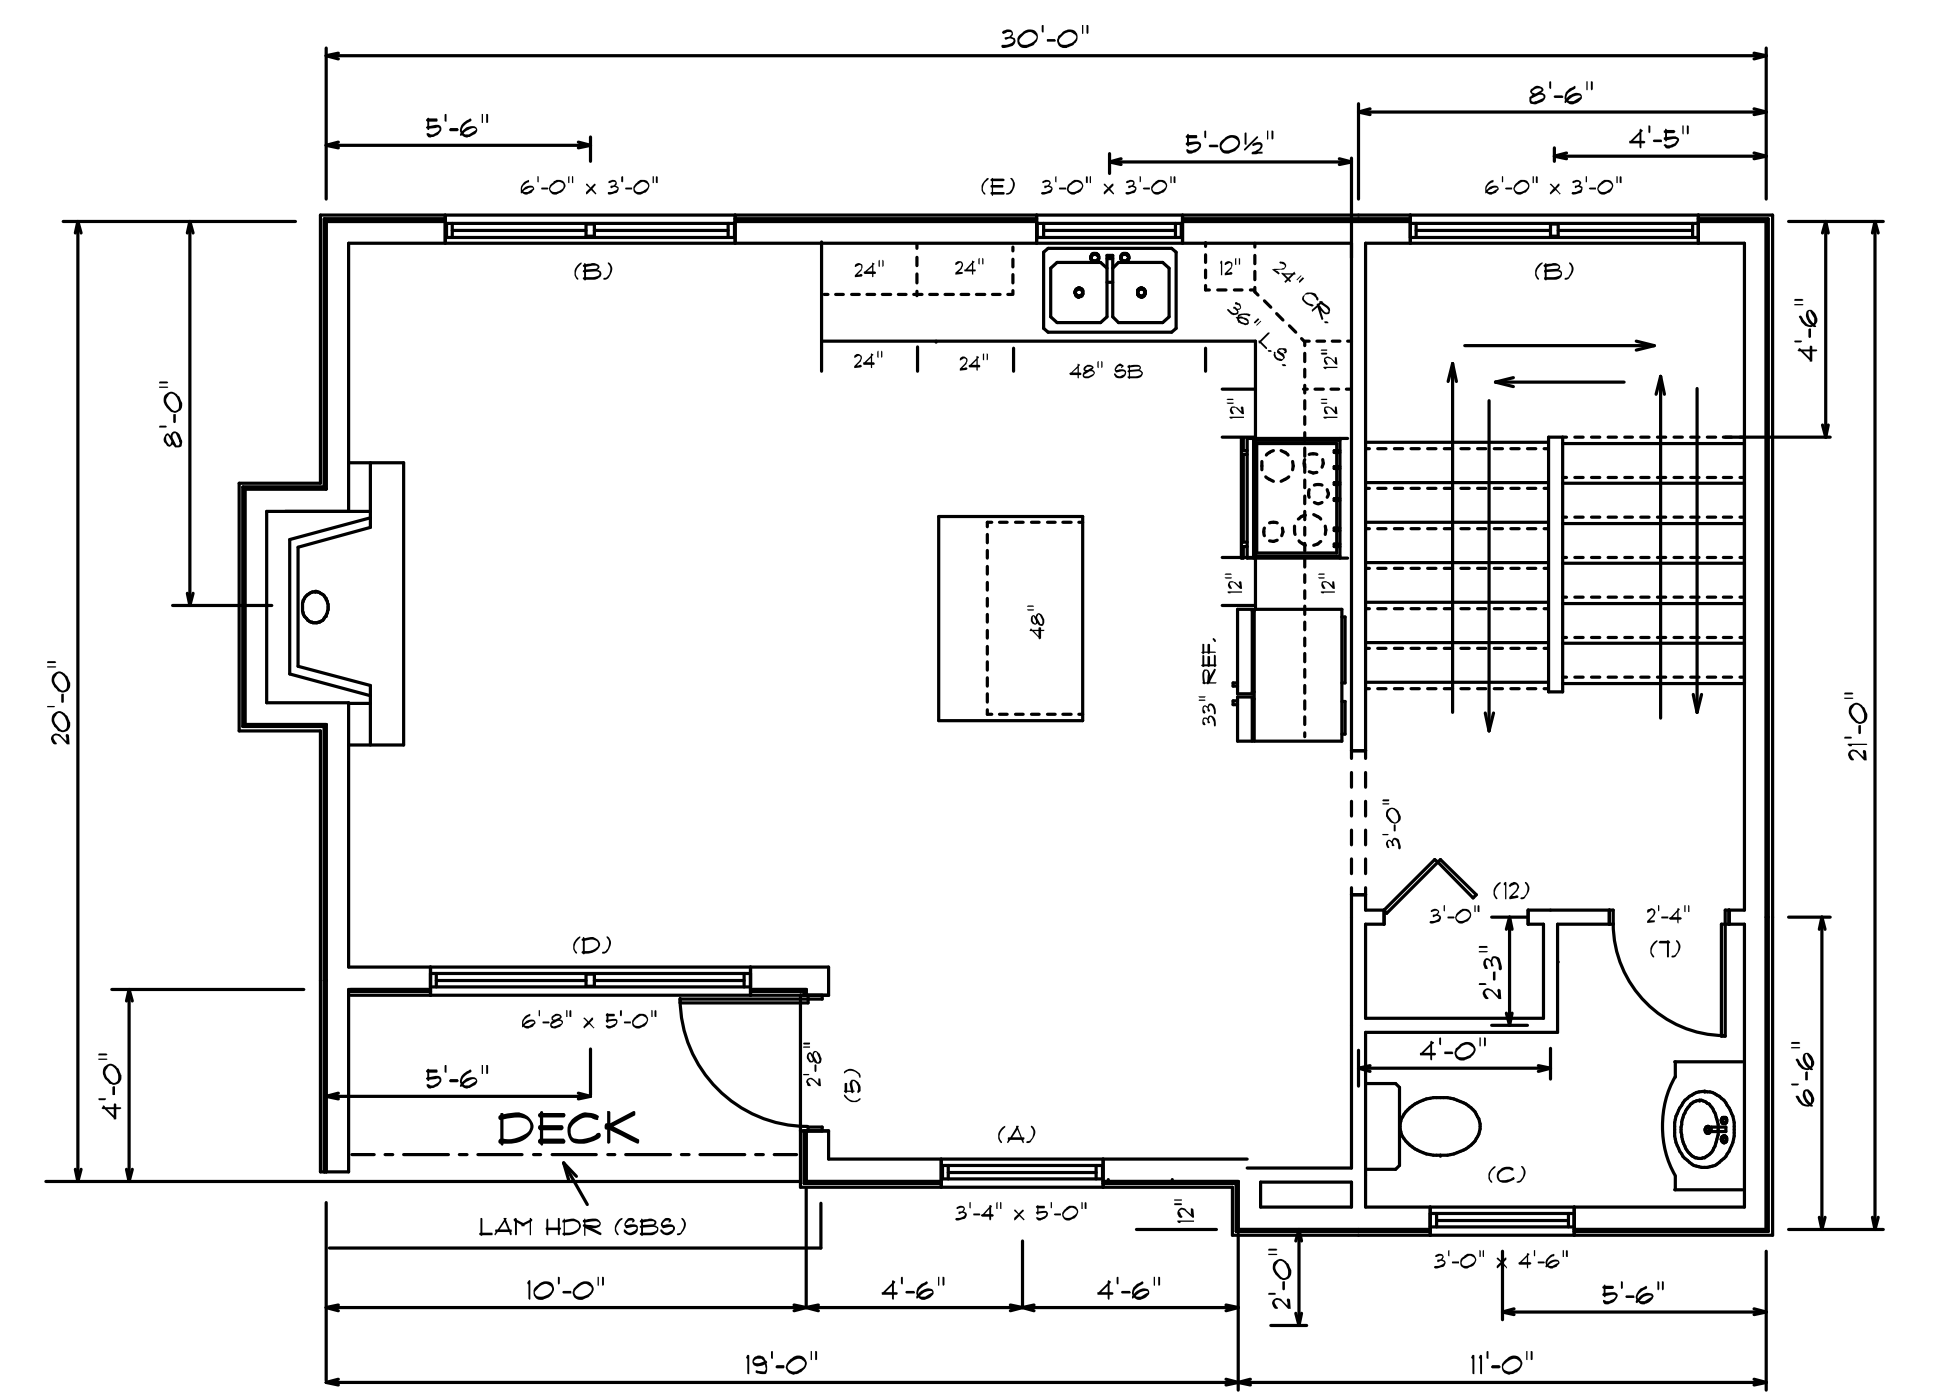 30'-0"
8'-6"
5'-6"
5'-0½"
4'-5"
6'-0" x 3'-0"
(E) 3'-0" x 3'-0"
6'-0" x 3'-0"
(B)
24"
24"
12"
24" CR.
(B)
36" L.S.
4'-6"
24"
24"
48" SB
12"
12"
12"
8'-0"
12"
12"
48"
33" REF.
20'-0"
21'-0"
3'-0"
(12)
3'-0"
2'-4"
(7)
(D)
2'-3"
6'-8" x 5'-0"
4'-0"
5'-6"
2'-8"
(5)
4'-0"
6'-6"
DECK
(A)
(C)
LAM HDR (SBS)
3'-4" x 5'-0"
12"
3'-0" x 4'-6"
10'-0"
4'-6"
4'-6"
2'-0"
5'-6"
19'-0"
11'-0"